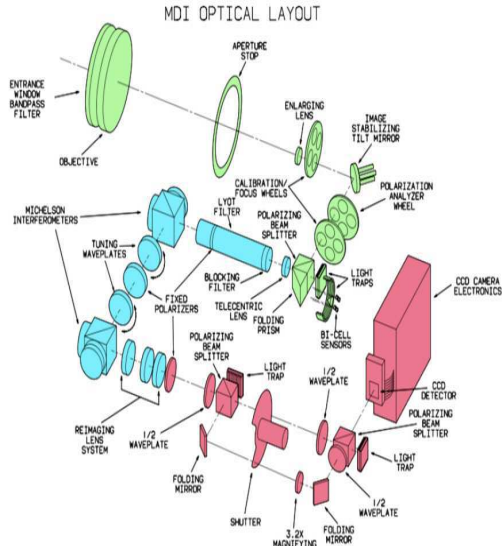 MDI OPTICAL LAYOUT
APERTURE
STOP
ENTRANCE
WINDOW
BANDPASS
FILTER
OBJECTIVE
ENLARGING
LENS
IMAGE
STABILIZING
TILT MIRROR
CALIBRATION/
FOCUS WHEELS
POLARIZATION
ANALYZER
WHEEL
MICHELSON
INTERFEROMETERS
LYOT
FILTER
POLARIZING
BEAM
SPLITTER
TUNING
WAVEPLATES
BLOCKING
FILTER
TELECENTRIC
LENS
FOLDING
PRISM
LIGHT
TRAPS
BI-CELL
SENSORS
CCD CAMERA
ELECTRONICS
FIXED
POLARIZERS
POLARIZING
BEAM
SPLITTER
LIGHT
TRAP
1/2
WAVEPLATE
CCD
DETECTOR
POLARIZING
BEAM
SPLITTER
REIMAGING
LENS
SYSTEM
1/2
WAVEPLATE
FOLDING
MIRROR
SHUTTER
3.2X
MAGNIFYING
FOLDING
MIRROR
1/2
WAVEPLATE
LIGHT
TRAP